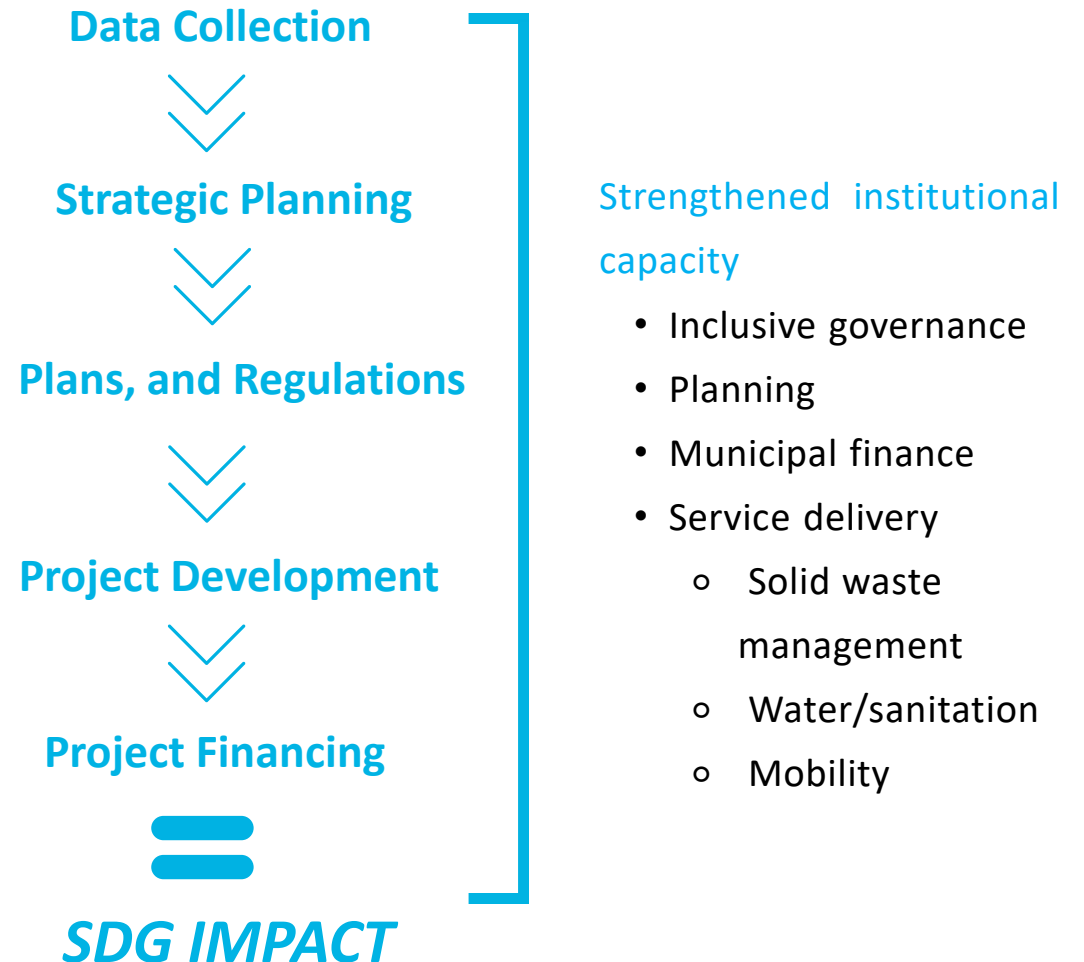 Data Collection
Strategic Planning
Plans, and Regulations
Project Development
Project Financing
SDG IMPACT
Strengthened institutional
capacity
• Inclusive governance
• Planning
• Municipal finance
• Service delivery
o Solid waste
management
o Water/sanitation
o Mobility